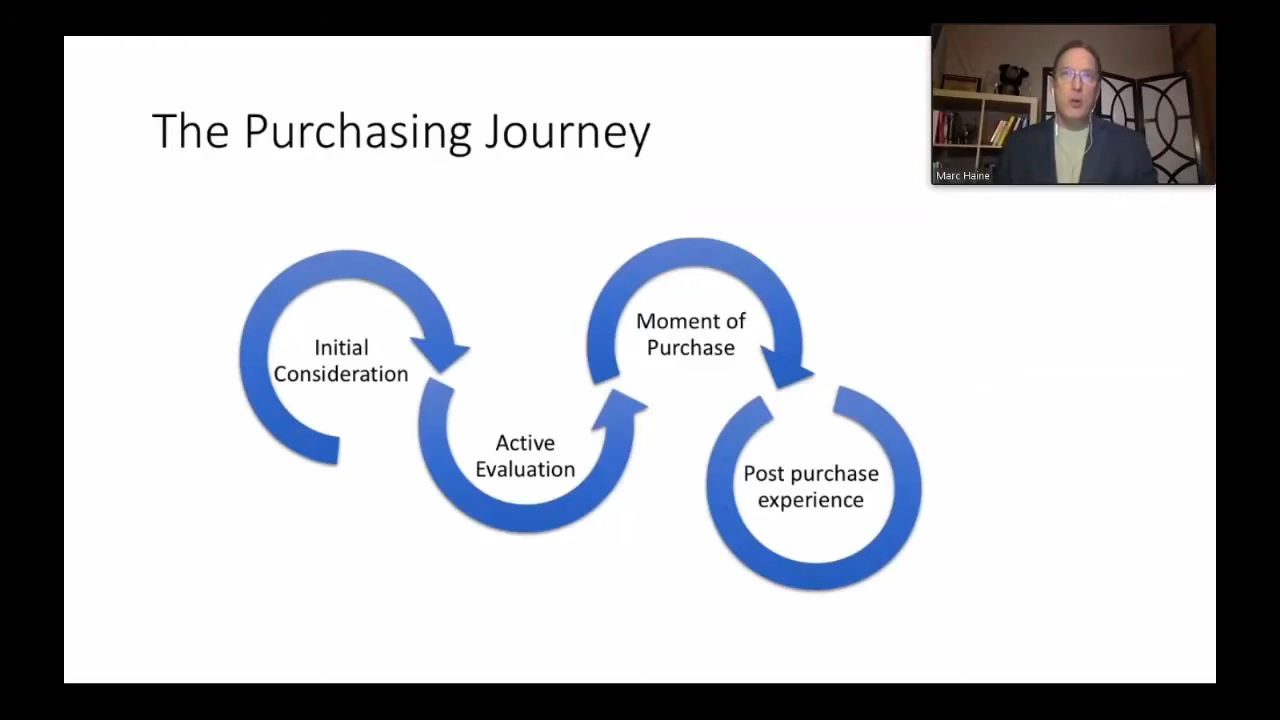 The Purchasing Journey
Marc Haine
Initial
Consideration
Active
Evaluation
Moment of
Purchase
Post purchase
experience